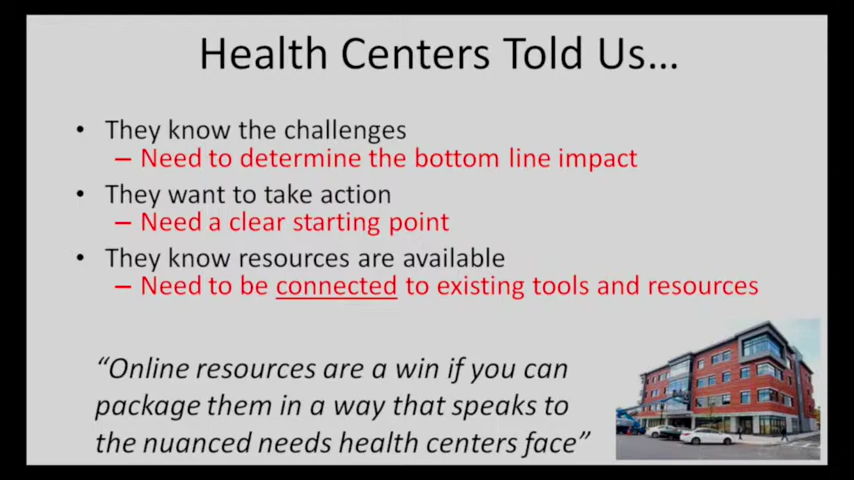 Health Centers Told Us...
• They know the challenges
– Need to determine the bottom line impact
• They want to take action
– Need a clear starting point
• They know resources are available
– Need to be connected to existing tools and resources
“Online resources are a win if you can
package them in a way that speaks to
the nuanced needs health centers face”